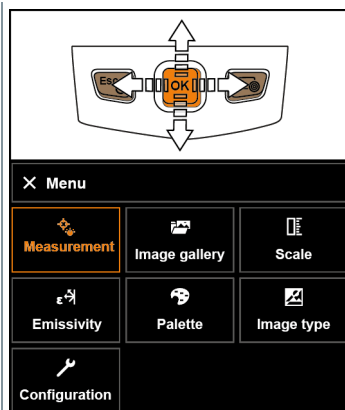 Esc
OK
Menu
Measurement
Image gallery
Scale
ε
Emissivity
Palette
Image type
Configuration